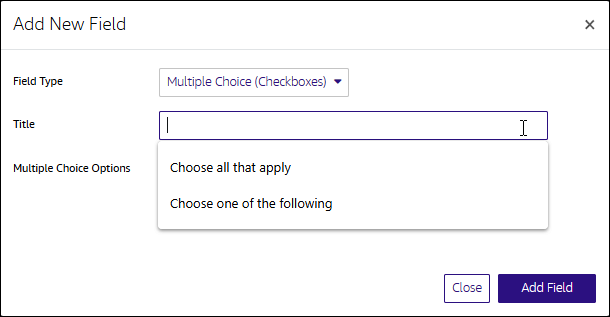 Add New Field
×
Field Type
Multiple Choice (Checkboxes)
Title
Multiple Choice Options
Choose all that apply
Choose one of the following
Close
Add Field